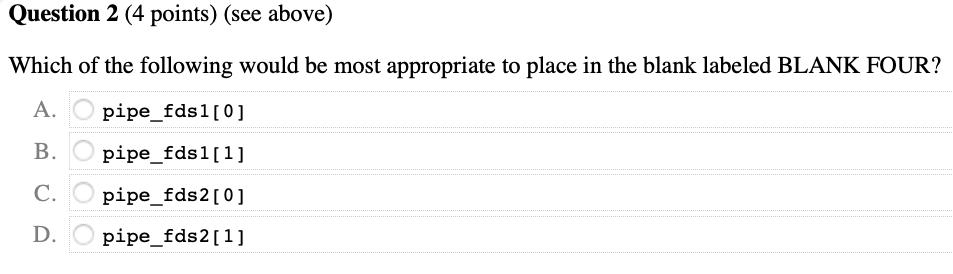 Question 2 (4 points) (see above)
Which of the following would be most appropriate to place in the blank labeled BLANK FOUR?
A. pipe_fds1[0]
B. pipe_fds1[1]
C. pipe_fds2[0]
D. pipe_fds2[1]